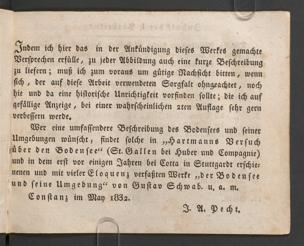 Indem ich hier das in der Ankündigung dieses Werkes gemachte
Versprechen erfülle, zu jeder Abbildung auch eine kurze Beschreibung
zu liefern; muß ich zum voraus um gütige Nachsicht bitten, wenn
sich, der auf diese Arbeit verwendeten Sorgfalt ohngeachtet, noch
hie und da eine historische Unrichtigkeit vorfinden sollte; die ich auf
gefällige Anzeige, bei einer wahrscheinlichen 2ten Auflage sehr gern
verbessern werde.
Wer eine umfassendere Beschreibung des Bodensees und seiner
Umgebungen wünscht, findet solche in „Hartmanns Versuch
über den Bodensee“ (St. Gallen bei Huber und Compagnie)
und in dem erst vor einigen Jahren bei Cotta in Stuttgardt erschie-
nenen und mit vieler Eloquenz verfaßten Werke „der Bodensee
und seine Umgebung“ von Gustav Schwab. u. a. m.
Constanz im May 1832.
J. A. Pecht.